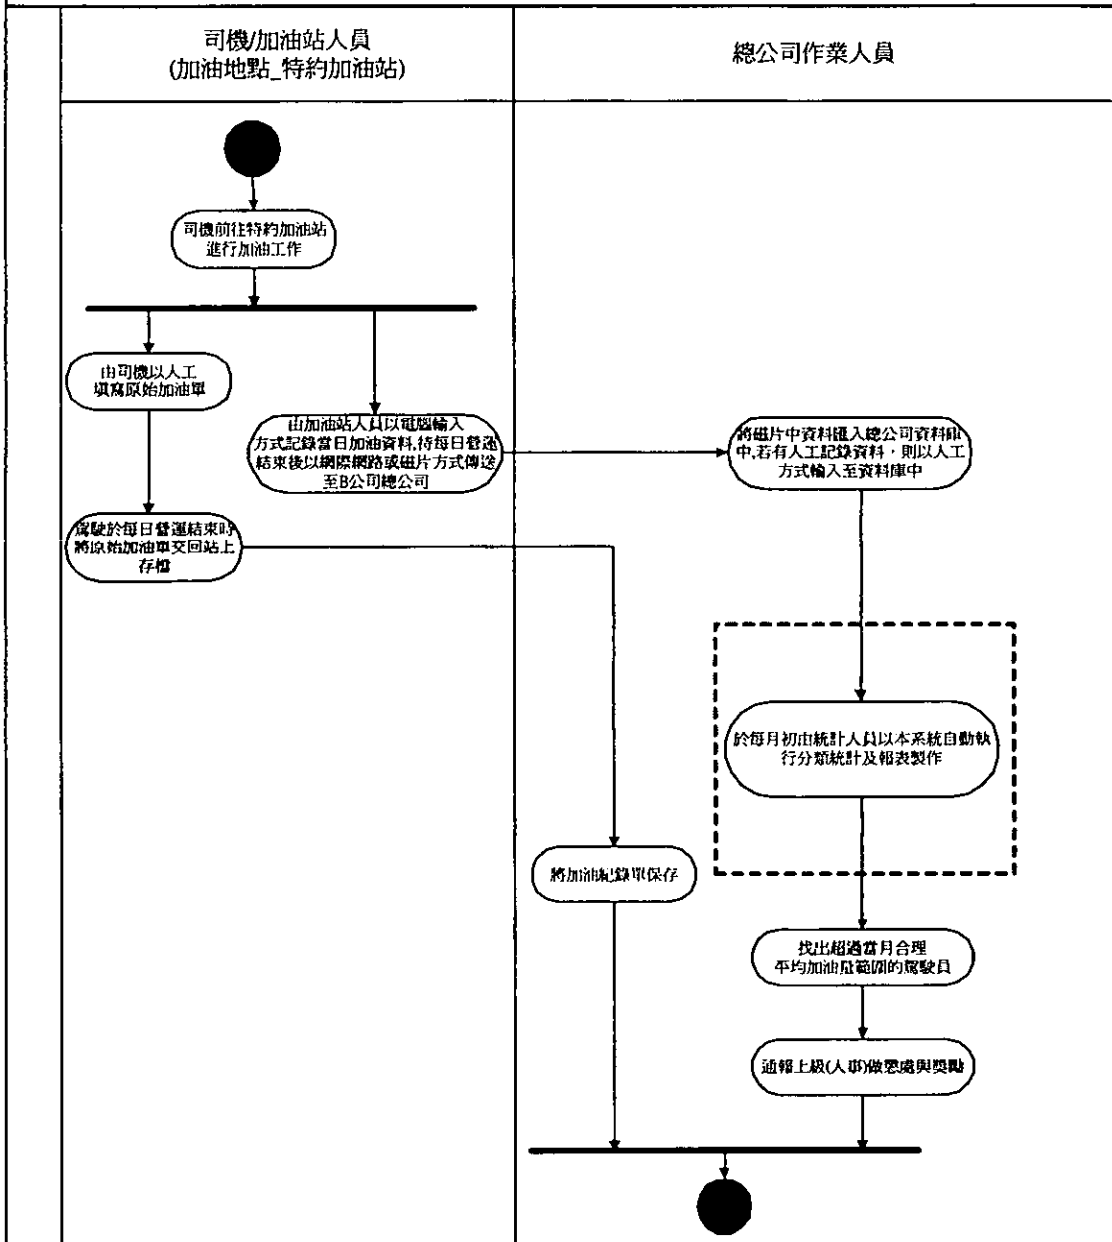 司機/加油站人員
(加油地點_特約加油站)
總公司作業人員
司機前往特約加油站
進行加油工作
由司機以人工
填寫原始加油單
由加油站人員以電腦輸入
方式記錄當日加油資料,待每日營運
結束後以網際網路或磁片方式傳送
至B公司總公司
將磁片中資料匯入總公司資料庫
中,若有人工記錄資料，則以人工
方式輸入至資料庫中
駕駛於每日營運結束時
將原始加油單交回站上
存檔
於每月初由統計人員以本系統自動執
行分類統計及報表製作
將加油紀錄單保存
找出超過當月合理
平均加油量範圍的駕駛員
通報上級(人事)做懲處與獎勵